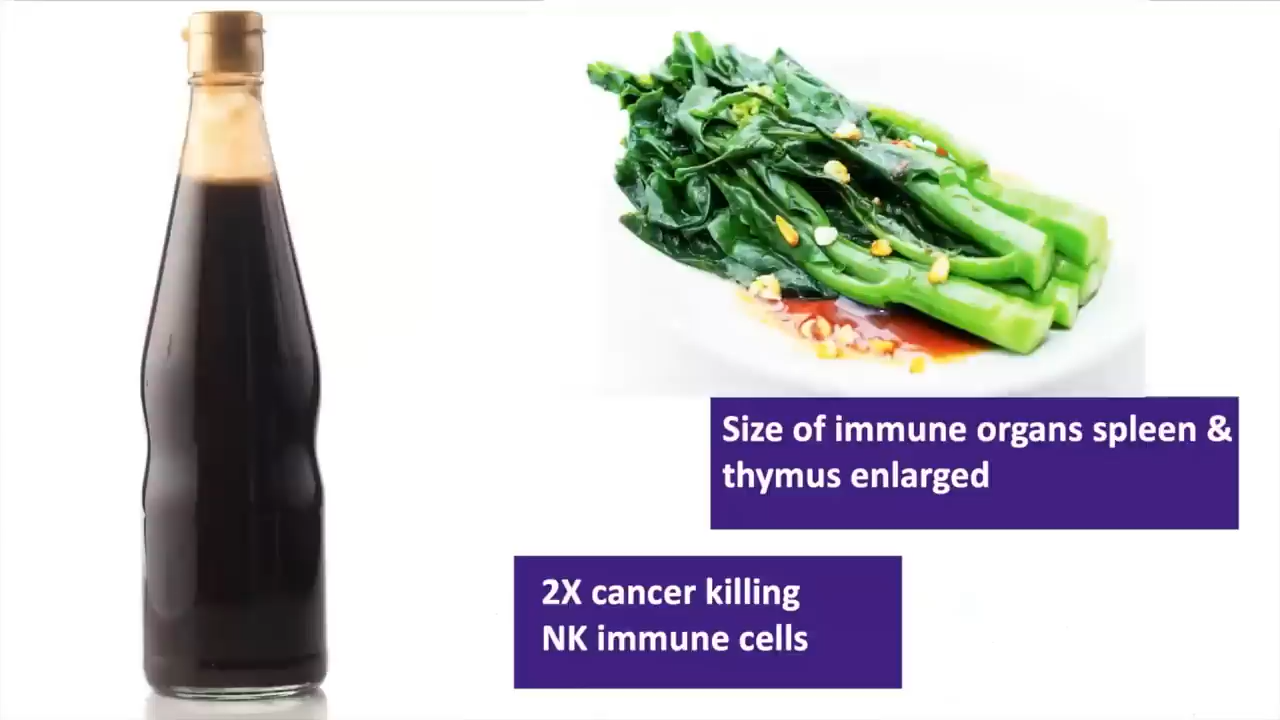 Size of immune organs spleen &
thymus enlarged
2X cancer killing
NK immune cells